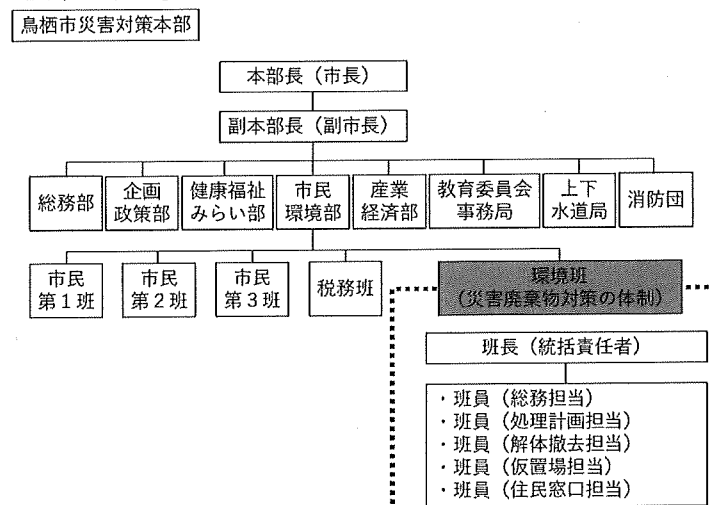 鳥栖市災害対策本部
本部長（市長）
副本部長（副市長）
総務部
企画
政策部
健康福祉
みらい部
市民
環境部
産業
経済部
教育委員会
事務局
上下
水道局
消防団
市民
第１班
市民
第２班
市民
第３班
税務班
環境班
（災害廃棄物対策の体制）
班長（統括責任者）
・班員（総務担当）
・班員（処理計画担当）
・班員（解体撤去担当）
・班員（仮置場担当）
・班員（住民窓口担当）